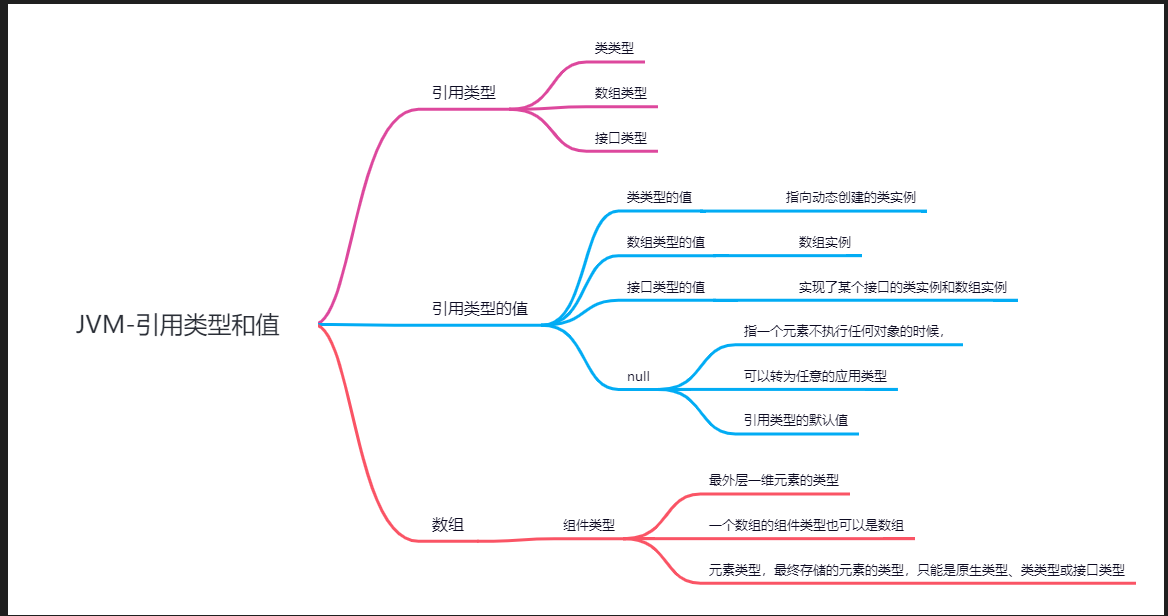 JVM-引用类型和值
引用类型
类类型
数组类型
接口类型
引用类型的值
类类型的值
指向动态创建的类实例
数组类型的值
数组实例
接口类型的值
实现了某个接口的类实例和数组实例
null
指一个元素不执行任何对象的时候，
可以转为任意的应用类型
引用类型的默认值
数组
组件类型
最外层一维元素的类型
一个数组的组件类型也可以是数组
元素类型，最终存储的元素的类型，只能是原生类型、类类型或接口类型